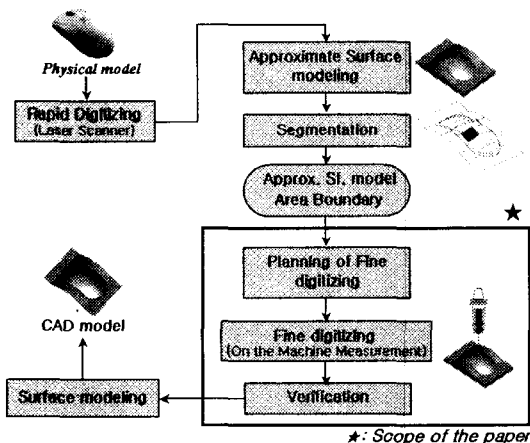 Physical model
Rapid Digitizing
(Laser Scanner)
Approximate Surface
modeling
Segmentation
Approx. Sf. model
Area Boundary
★
Planning of Fine
digitizing
Fine digitizing
(On the Machine Measurement)
Verification
Surface modeling
CAD model
★: Scope of the paper